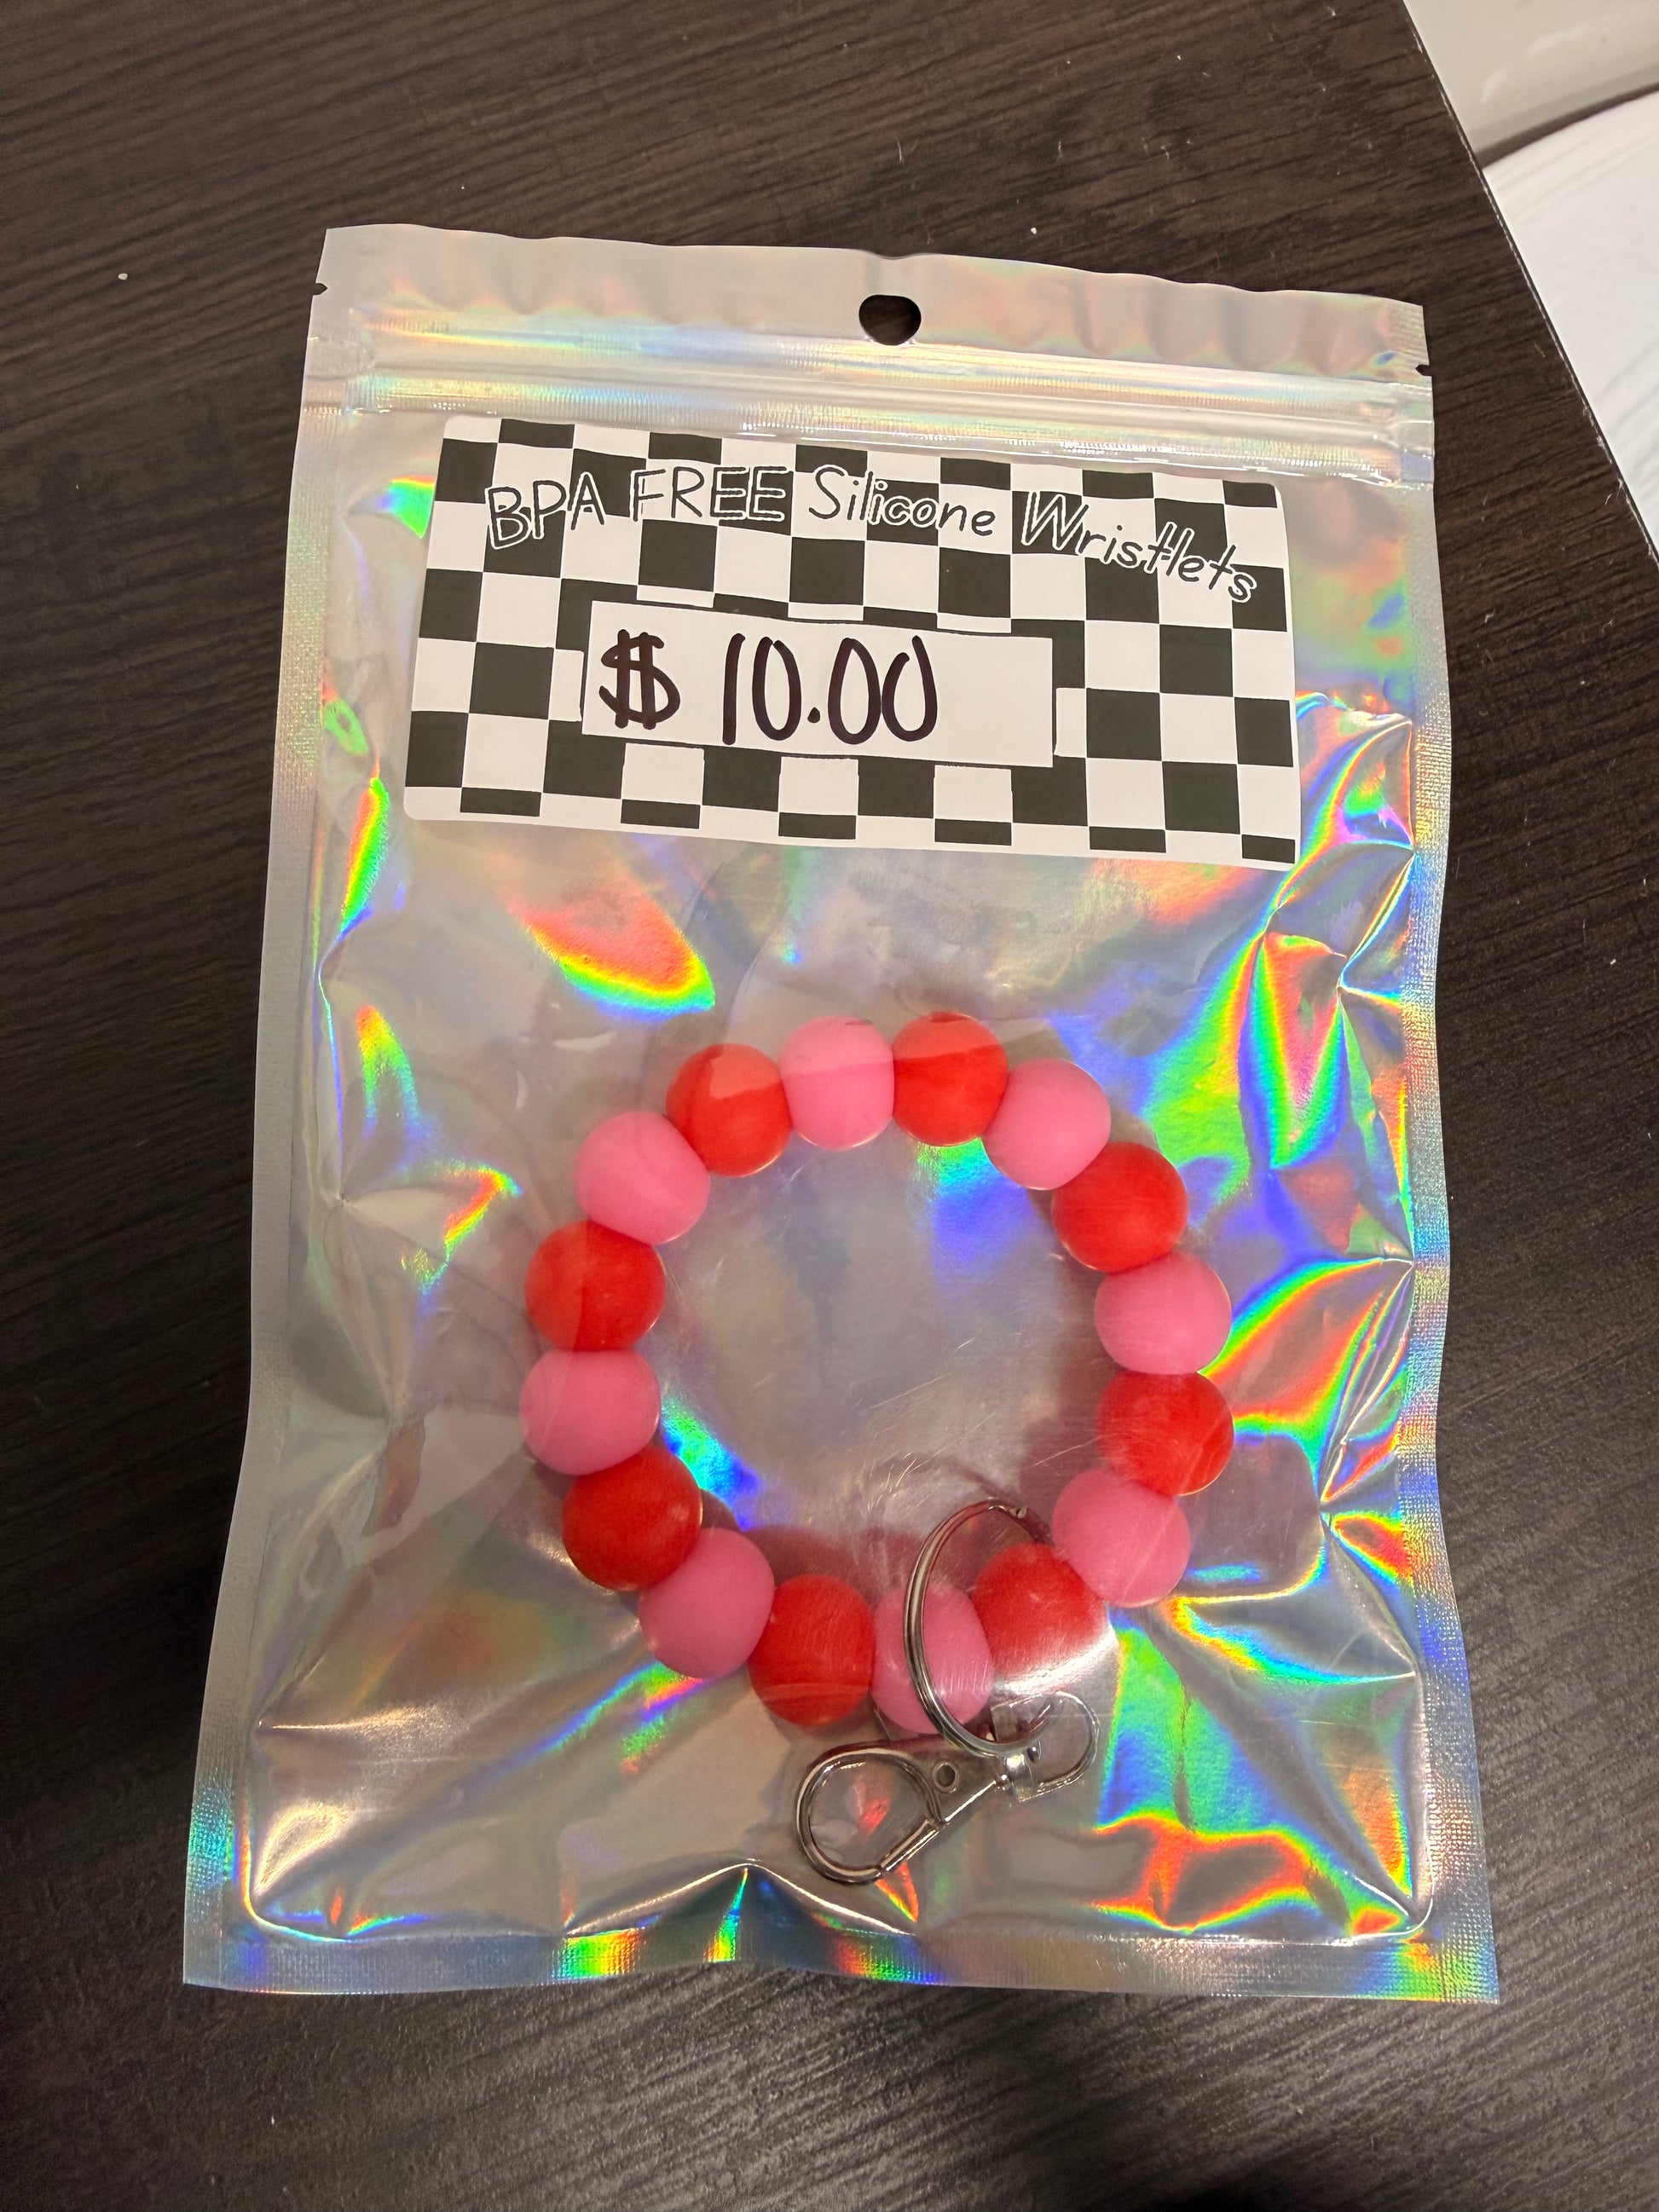 BPA FREE Silicone Wristlets
$ 10.00